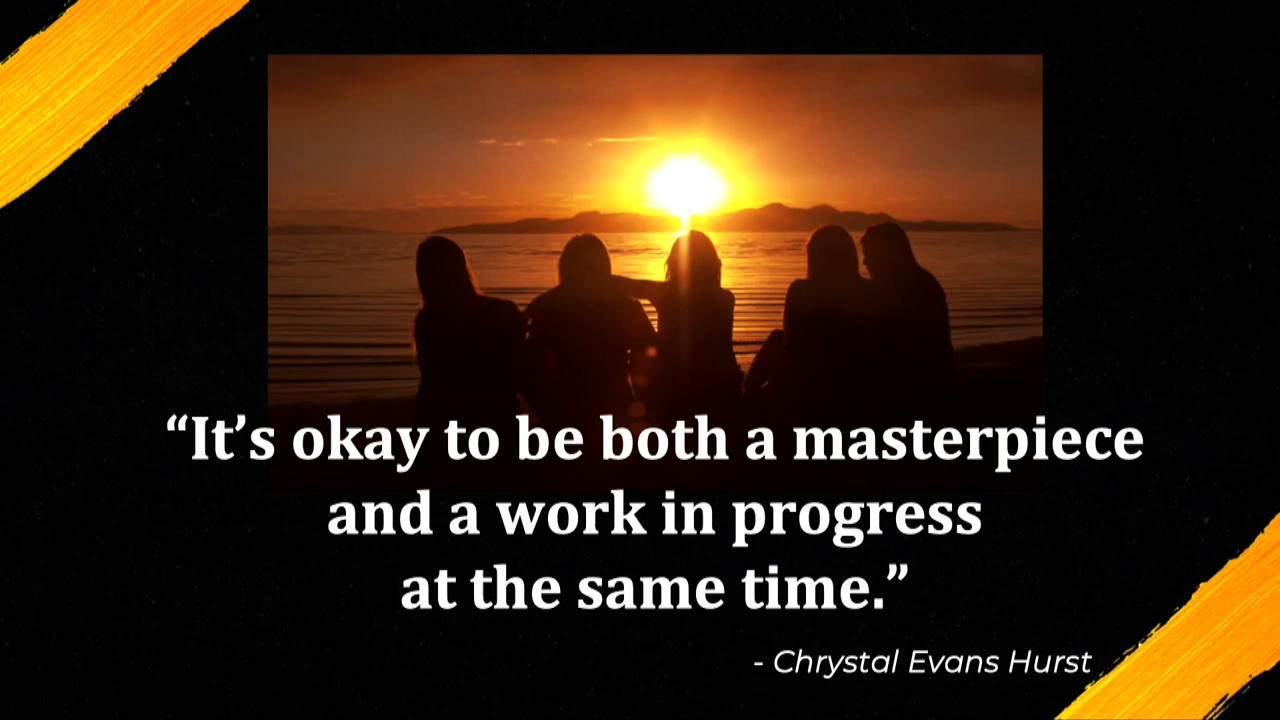 “It’s okay to be both a masterpiece
and a work in progress
at the same time.”
- Chrystal Evans Hurst